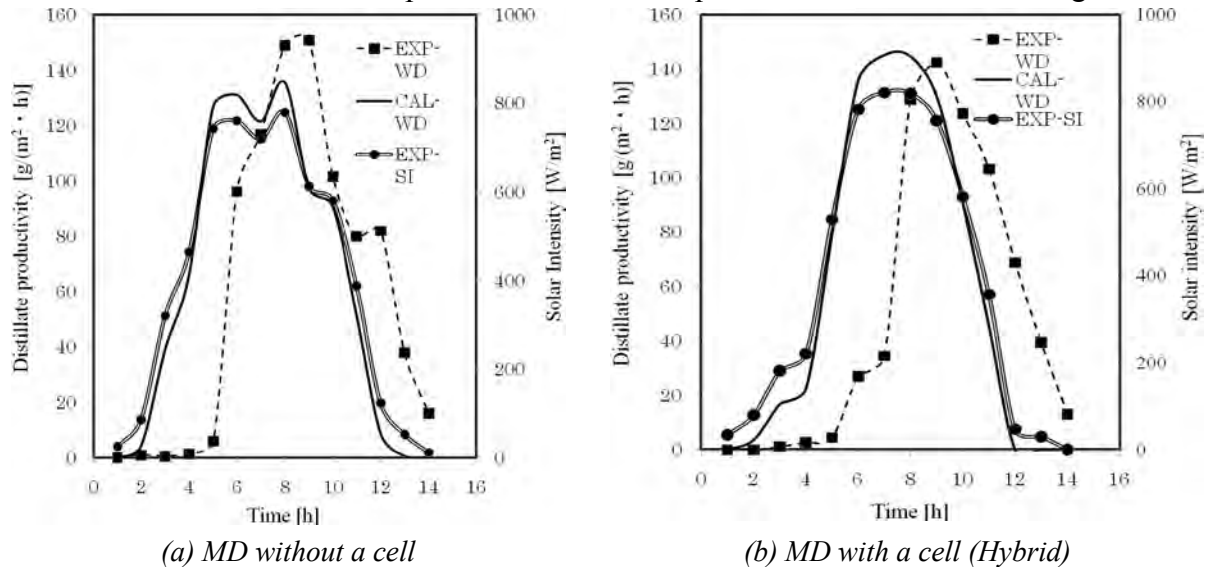 160
140
120
100
80
60
40
20
0
Distillate productivity [g/(m²・h)]
1000
800
600
400
200
0
Solar Intensity [W/m²]
EXP-
WD
CAL-
WD
EXP-
SI
0 2 4 6 8 10 12 14 16
Time [h]
(a) MD without a cell
160
140
120
100
80
60
40
20
0
Distillate productivity [g/(m²・h)]
1000
800
600
400
200
0
Solar intensity [W/m²]
EXP-
WD
CAL-
WD
EXP-SI
0 2 4 6 8 10 12 14 16
Time [h]
(b) MD with a cell (Hybrid)